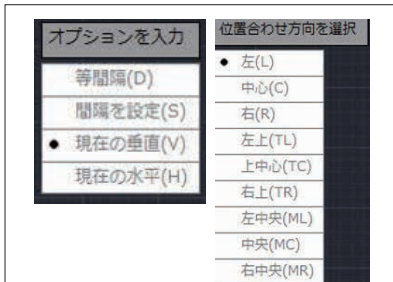 オプションを入力
等間隔(D)
間隔を設定(S)
現在の垂直(V)
現在の水平(H)
位置合わせ方向を選択
左(L)
中心(C)
右(R)
左上(TL)
上中心(TC)
右上(TR)
左中央(ML)
中央(MC)
右中央(MR)